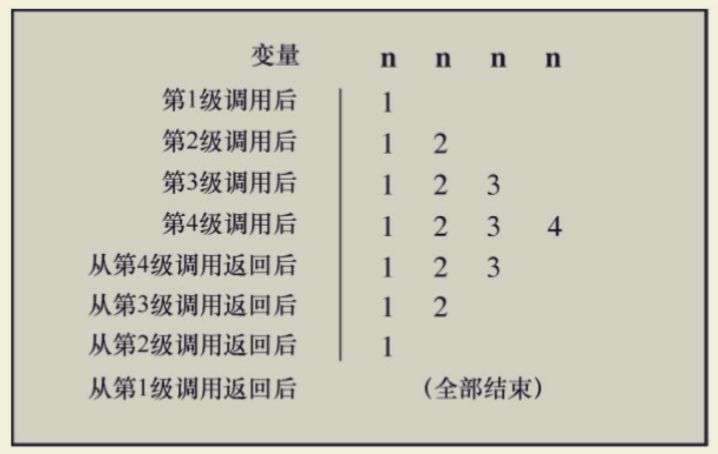 变量 n n n n
第1级调用后 1
第2级调用后 1 2
第3级调用后 1 2 3
第4级调用后 1 2 3 4
从第4级调用返回后 1 2 3
从第3级调用返回后 1 2
从第2级调用返回后 1
从第1级调用返回后 （全部结束）